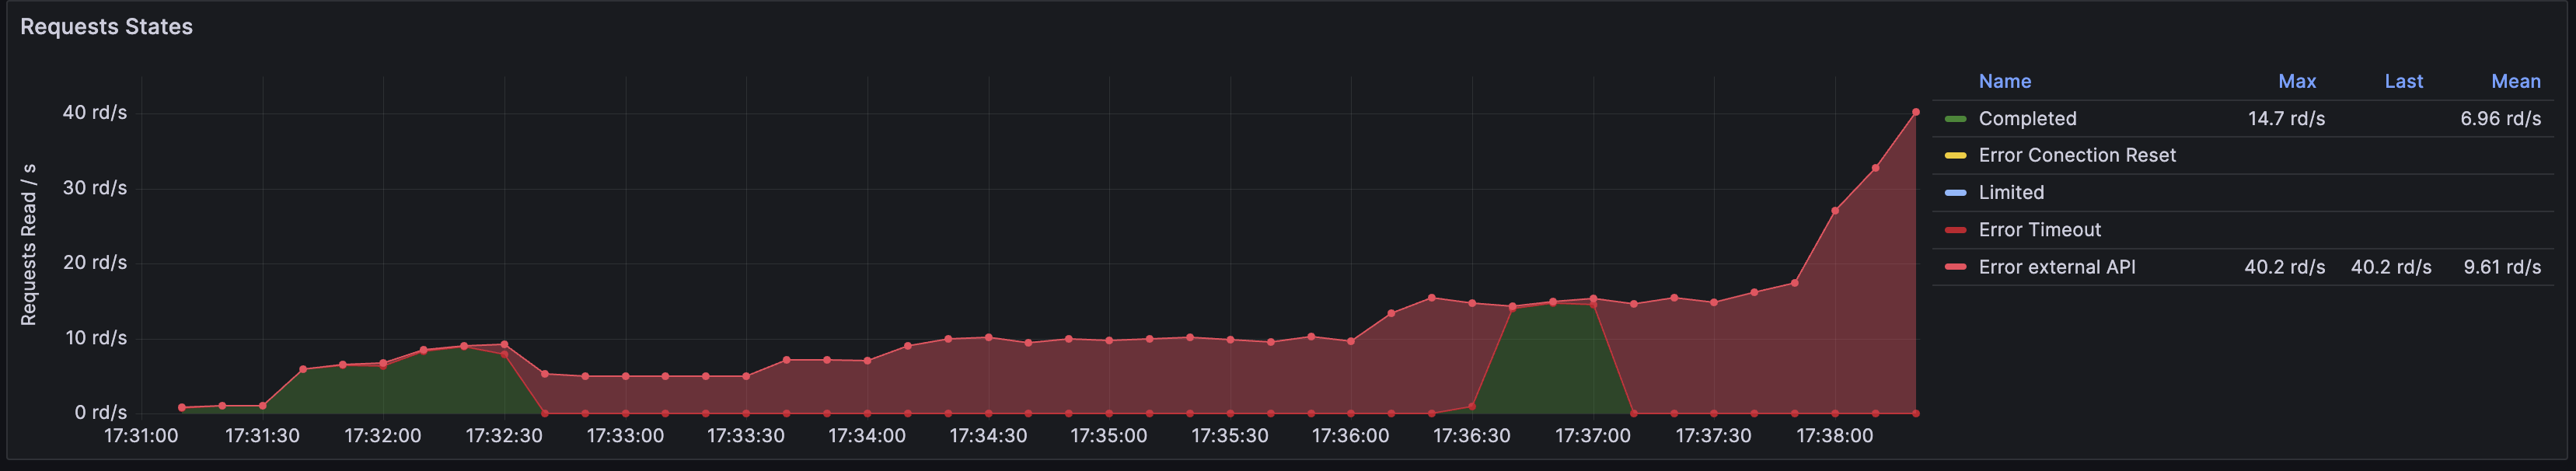 Requests States
Requests Read / s
40 rd/s
30 rd/s
20 rd/s
10 rd/s
0 rd/s
17:31:00 17:31:30 17:32:00 17:32:30 17:33:00 17:33:30 17:34:00 17:34:30 17:35:00 17:35:30 17:36:00 17:36:30 17:37:00 17:37:30 17:38:00
Name Max Last Mean
Completed 14.7 rd/s 6.96 rd/s
Error Conection Reset
Limited
Error Timeout
Error external API 40.2 rd/s 40.2 rd/s 9.61 rd/s